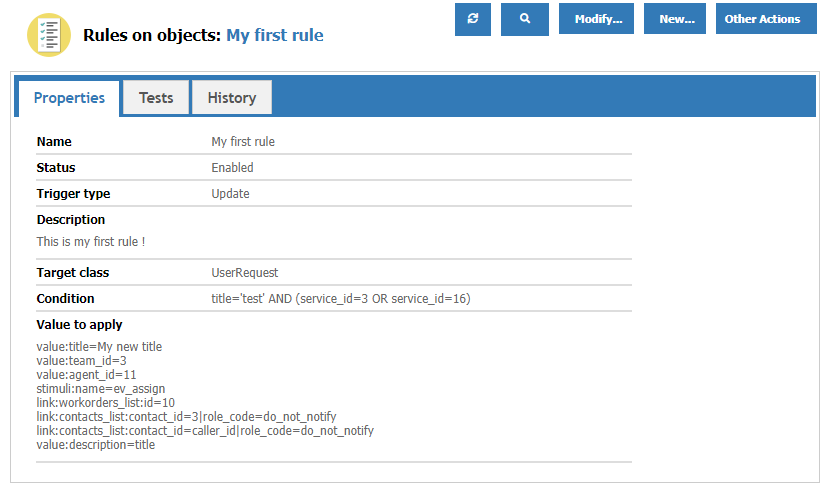 Rules on objects: My first rule
Modify...
New...
Other Actions
Properties
Tests
History
Name My first rule
Status Enabled
Trigger type Update
Description
This is my first rule !
Target class UserRequest
Condition title='test' AND (service_id=3 OR service_id=16)
Value to apply
value:title=My new title
value:team_id=3
value:agent_id=11
stimuli:name=ev_assign
link:workorders_list:id=10
link:contacts_list:contact_id=3|role_code=do_not_notify
link:contacts_list:contact_id=caller_id|role_code=do_not_notify
value:description=title